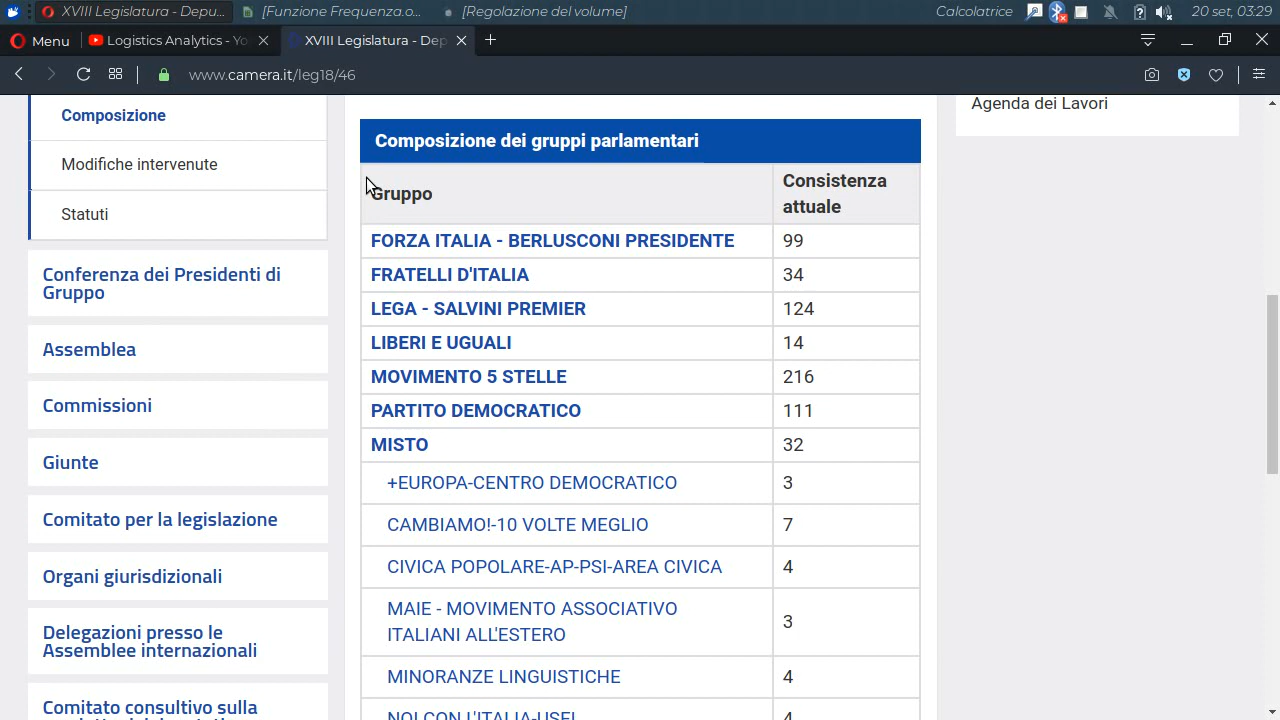 XVIII Legislatura - Depu...
[Funzione Frequenza.o...
[Regolazione del volume]
Calcolatrice
20 set, 03:29
Menu
Logistics Analytics - Yo
XVIII Legislatura - Dep
www.camera.it/leg18/46
Composizione
Modifiche intervenute
Statuti
Conferenza dei Presidenti di
Gruppo
Assemblea
Commissioni
Giunte
Comitato per la legislazione
Organi giurisdizionali
Delegazioni presso le
Assemblee internazionali
Comitato consultivo sulla
Composizione dei gruppi parlamentari
Gruppo
Consistenza
attuale
FORZA ITALIA - BERLUSCONI PRESIDENTE 99
FRATELLI D'ITALIA 34
LEGA - SALVINI PREMIER 124
LIBERI E UGUALI 14
MOVIMENTO 5 STELLE 216
PARTITO DEMOCRATICO 111
MISTO 32
+EUROPA-CENTRO DEMOCRATICO 3
CAMBIAMO!-10 VOLTE MEGLIO 7
CIVICA POPOLARE-AP-PSI-AREA CIVICA 4
MAIE - MOVIMENTO ASSOCIATIVO
ITALIANI ALL'ESTERO 3
MINORANZE LINGUISTICHE 4
NOI CON L'ITALIA-USEI 4
Agenda dei Lavori